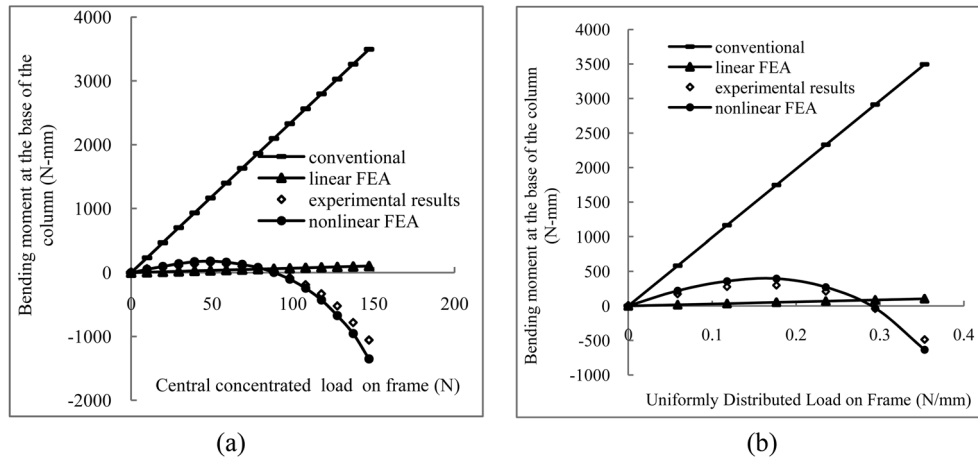 4000
3000
2000
1000
0
-1000
-2000
0
50
100
150
200
Bending moment at the base of the
column (N-mm)
conventional
linear FEA
experimental results
nonlinear FEA
Central concentrated load on frame (N)
(a)
4000
3500
3000
2500
2000
1500
1000
500
0
-500
-1000
0
0.1
0.2
0.3
0.4
Bending moment at the base of the column
(N-mm)
conventional
linear FEA
experimental results
nonlinear FEA
Uniformly Distributed Load on Frame (N/mm)
(b)